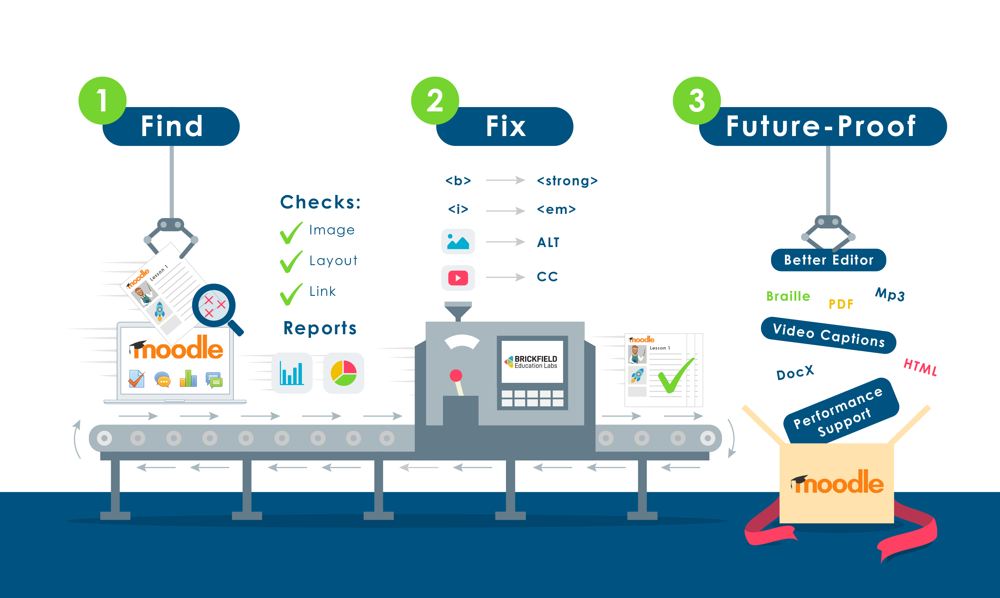 1
Find
moodle
Lesson 1
moodle
Checks:
Image
Layout
Link
Reports
2
Fix
<b> <strong>
<i> <em>
ALT
CC
BRICKFIELD
Education Labs
moodle
Lesson 1
3
Future-Proof
Better Editor
Braille
PDF
Mp3
Video Captions
DocX
HTML
Performance
Support
moodle